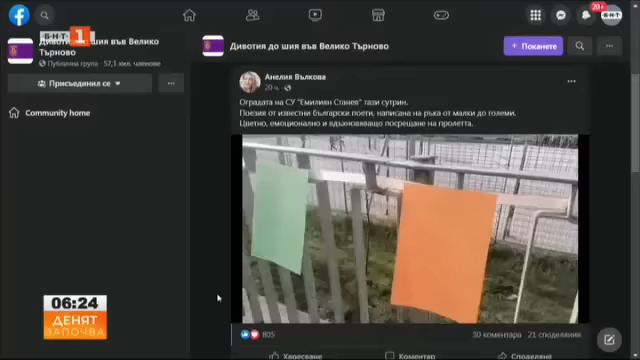 20+
БНТ
БНТ 1
Дивотия до шия във Велико
Търново
Публична група · 57,1 хил. членове
Присъединил се
Community home
Дивотия до шия във Велико Търново
+ Поканете
Анелия Вълкова
20 ч.
Оградата на СУ "Емилиян Станев" тази сутрин.
Поезия от известни български поети, написана на ръка от малки до големи.
Цветно, емоционално и вдъхновяващо посрещане на пролетта.
805
30 коментара 21 споделяния
Харесване Коментар Споделяне
06:24
ДЕНЯТ
ЗАПОЧВА